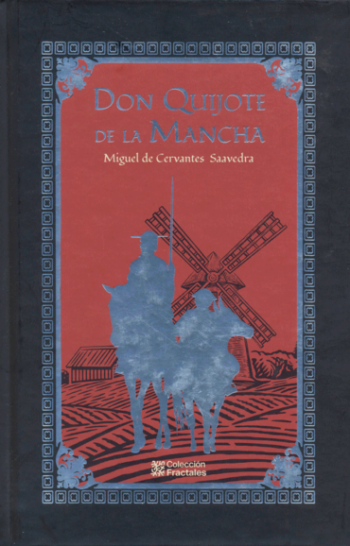 DON QUIJOTE
DE LA MANCHA
Miguel de Cervantes Saavedra
Colección
Fractales